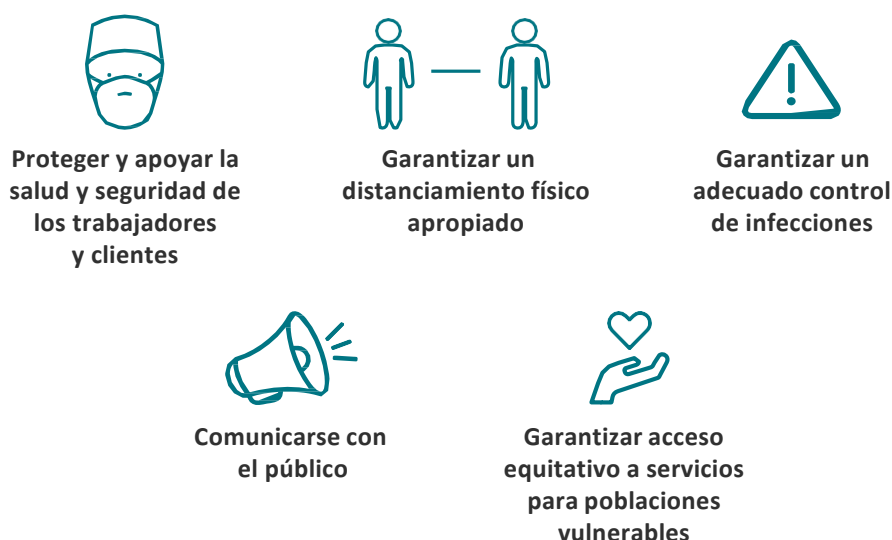 Proteger y apoyar la
salud y seguridad de
los trabajadores
y clientes
Garantizar un
distanciamiento físico
apropiado
Garantizar un
adecuado control
de infecciones
Comunicarse con
el público
Garantizar acceso
equitativo a servicios
para poblaciones
vulnerables